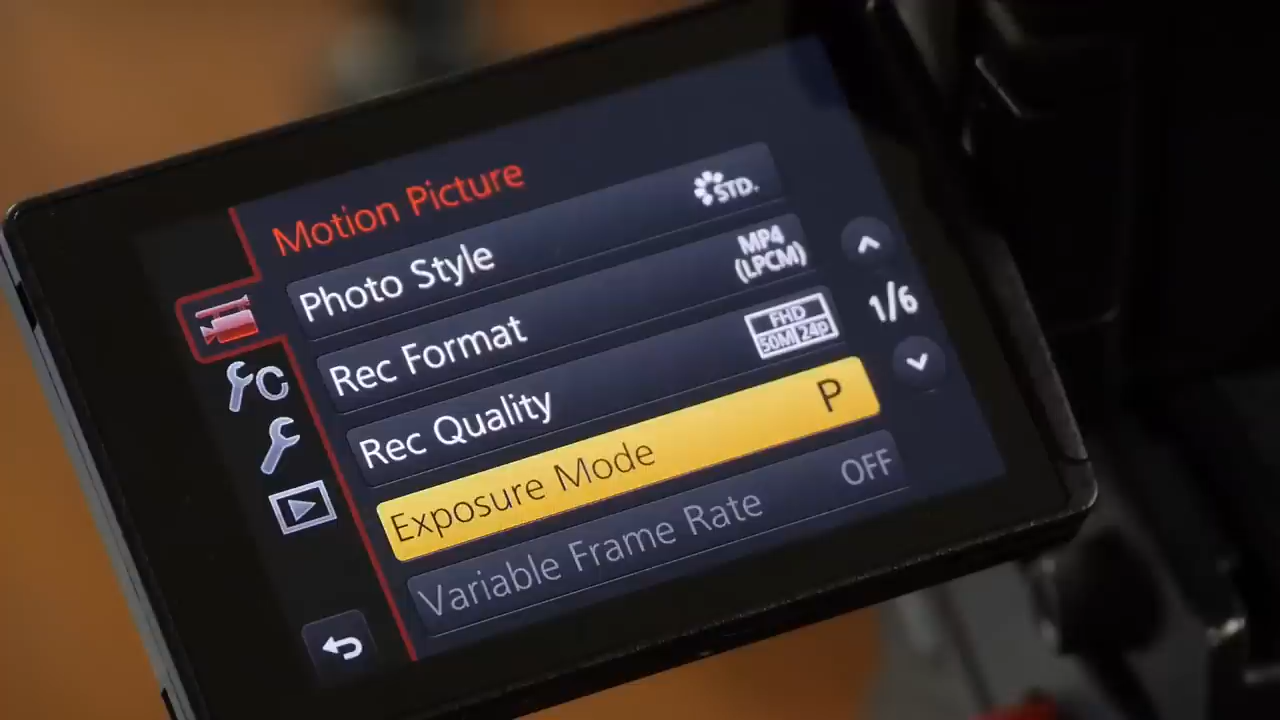 Motion Picture
Photo Style STD.
Rec Format MP4 (LPCM)
Rec Quality FHD 50M 24p
Exposure Mode P
Variable Frame Rate OFF
1/6
C